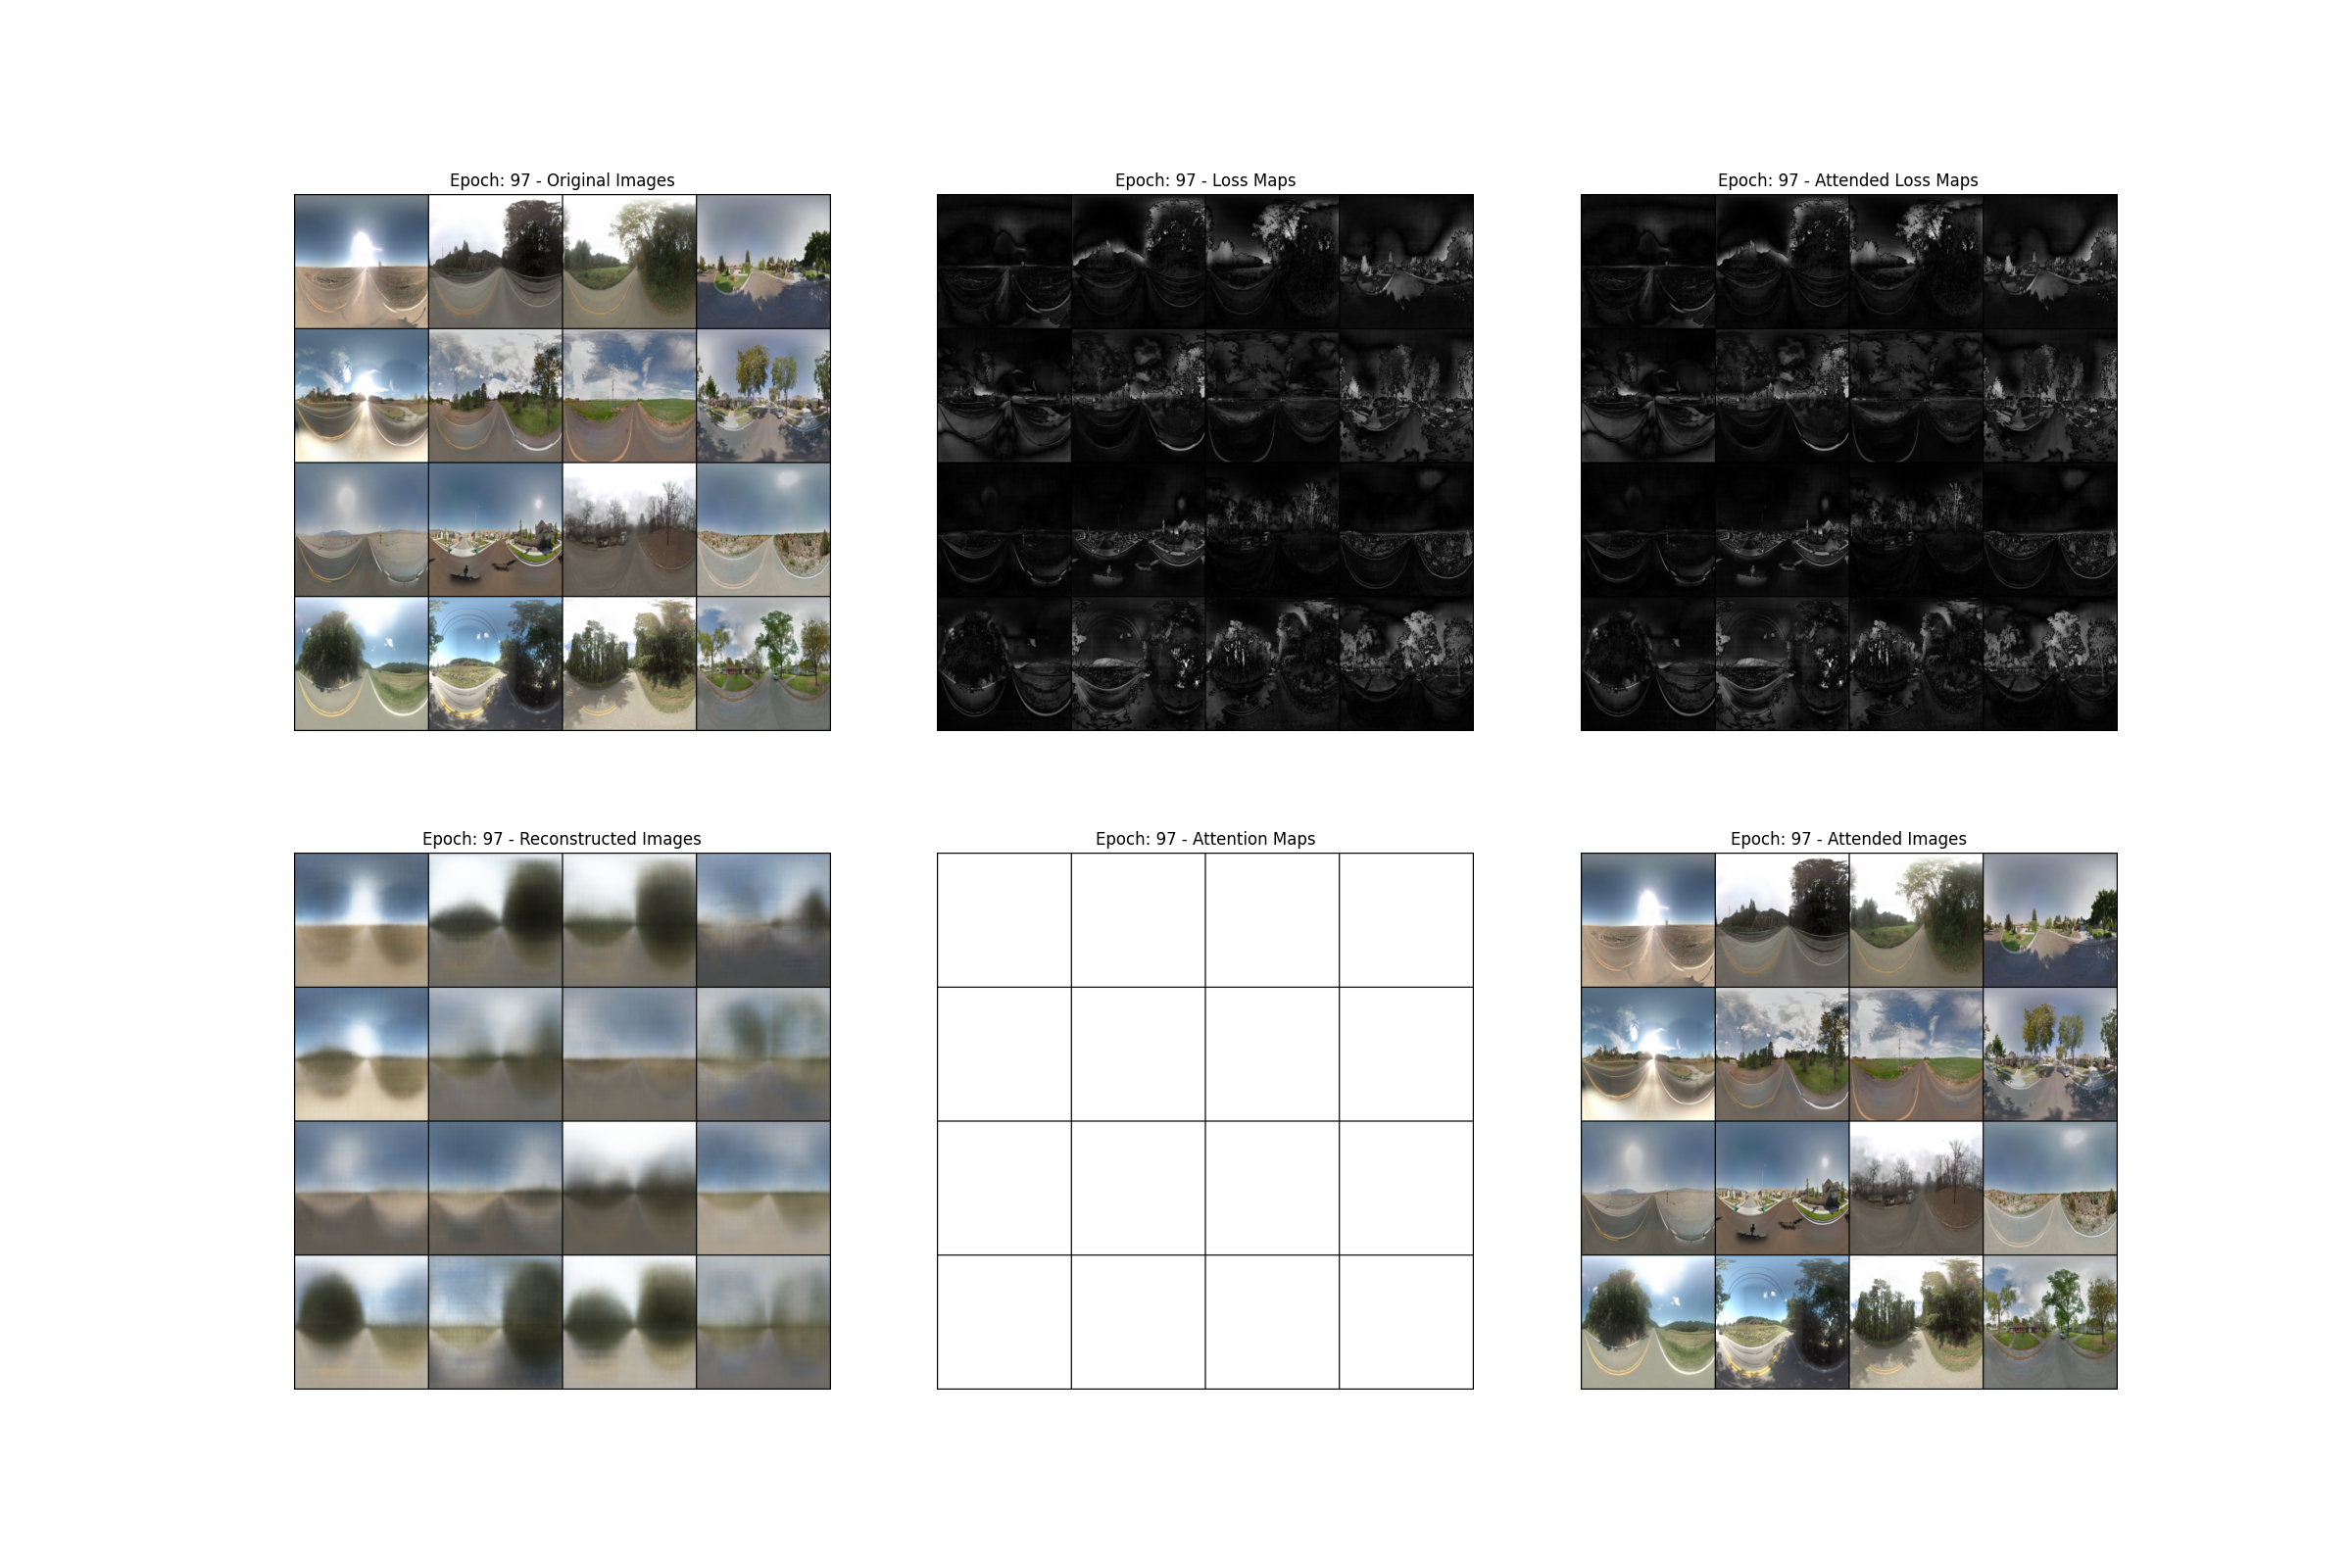 Epoch: 97 - Original Images
Epoch: 97 - Loss Maps
Epoch: 97 - Attended Loss Maps
Epoch: 97 - Reconstructed Images
Epoch: 97 - Attention Maps
Epoch: 97 - Attended Images